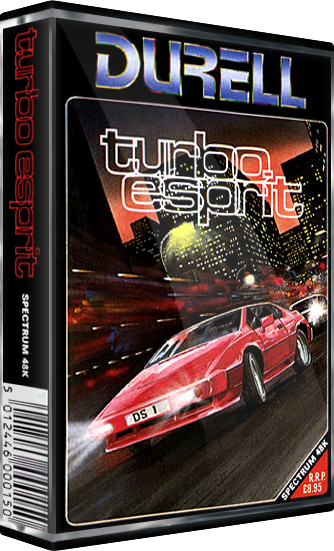 DURELL
turbo
esprit
DS 1
SPECTRUM 48K
R.R.P.
£8.95
turbo esprit
SPECTRUM 48K
5 012446 000150